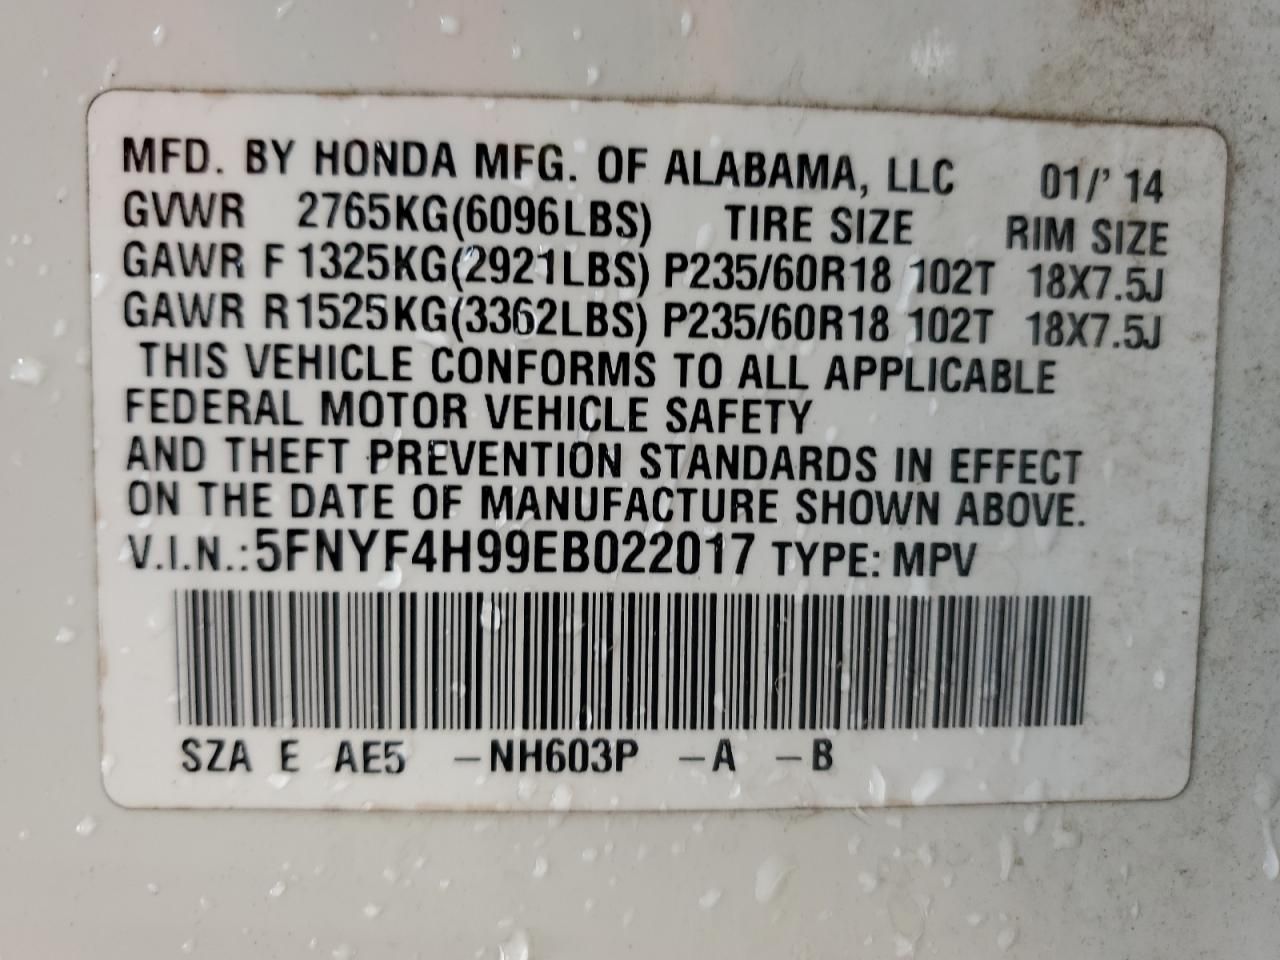 MFD. BY HONDA MFG. OF ALABAMA, LLC 01/' 14
GVWR 2765KG(6096LBS) TIRE SIZE RIM SIZE
GAWR F 1325KG(2921LBS) P235/60R18 102T 18X7.5J
GAWR R 1525KG(3362LBS) P235/60R18 102T 18X7.5J
THIS VEHICLE CONFORMS TO ALL APPLICABLE
FEDERAL MOTOR VEHICLE SAFETY
AND THEFT PREVENTION STANDARDS IN EFFECT
ON THE DATE OF MANUFACTURE SHOWN ABOVE.
V.I.N.: 5FNYF4H99EB022017 TYPE: MPV
SZA E AE5 –NH603P –A –B